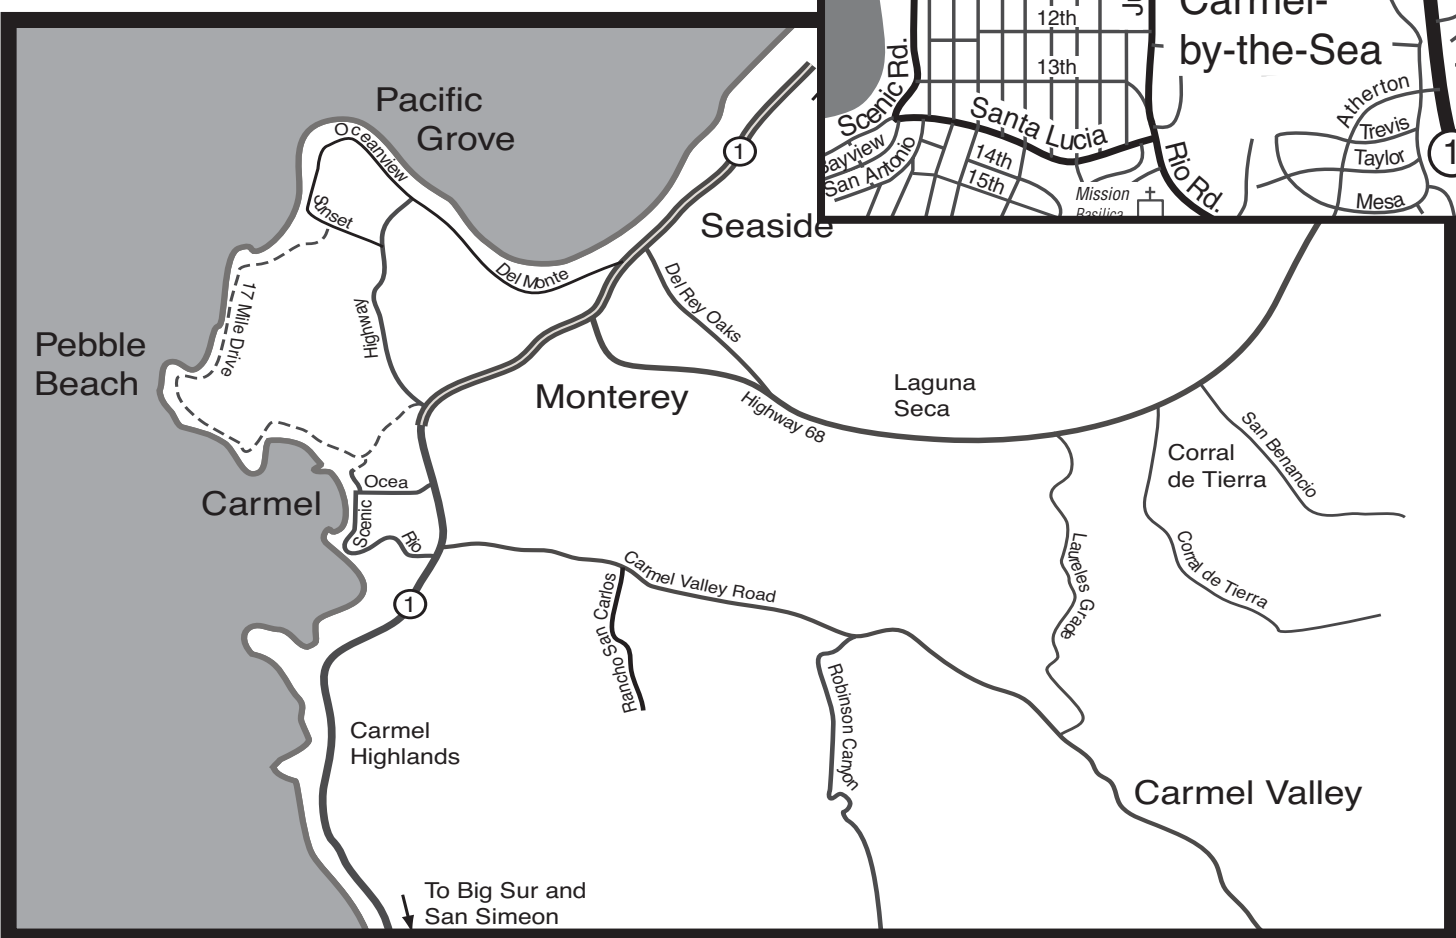 12th
Carmel-
by-the-Sea
13th
Scenic Rd.
Santa Lucia
Atherton
Trevis
Taylor
Mesa
1
San Antonio
14th
15th
Mission
Basilica
Rio Rd.
Pacific
Grove
Oceanview
1
Sunset
Seaside
Del Monte
Del Rey Oaks
17 Mile Drive
Highway
Pebble
Beach
Monterey
Laguna
Seca
Highway 68
San Benancio
Corral
de Tierra
Ocea
Carmel
Scenic
Rio
Carmel Valley Road
Laureles Grade
Corral de Tierra
1
Rancho San Carlos
Robinson Canyon
Carmel
Highlands
Carmel Valley
To Big Sur and
San Simeon